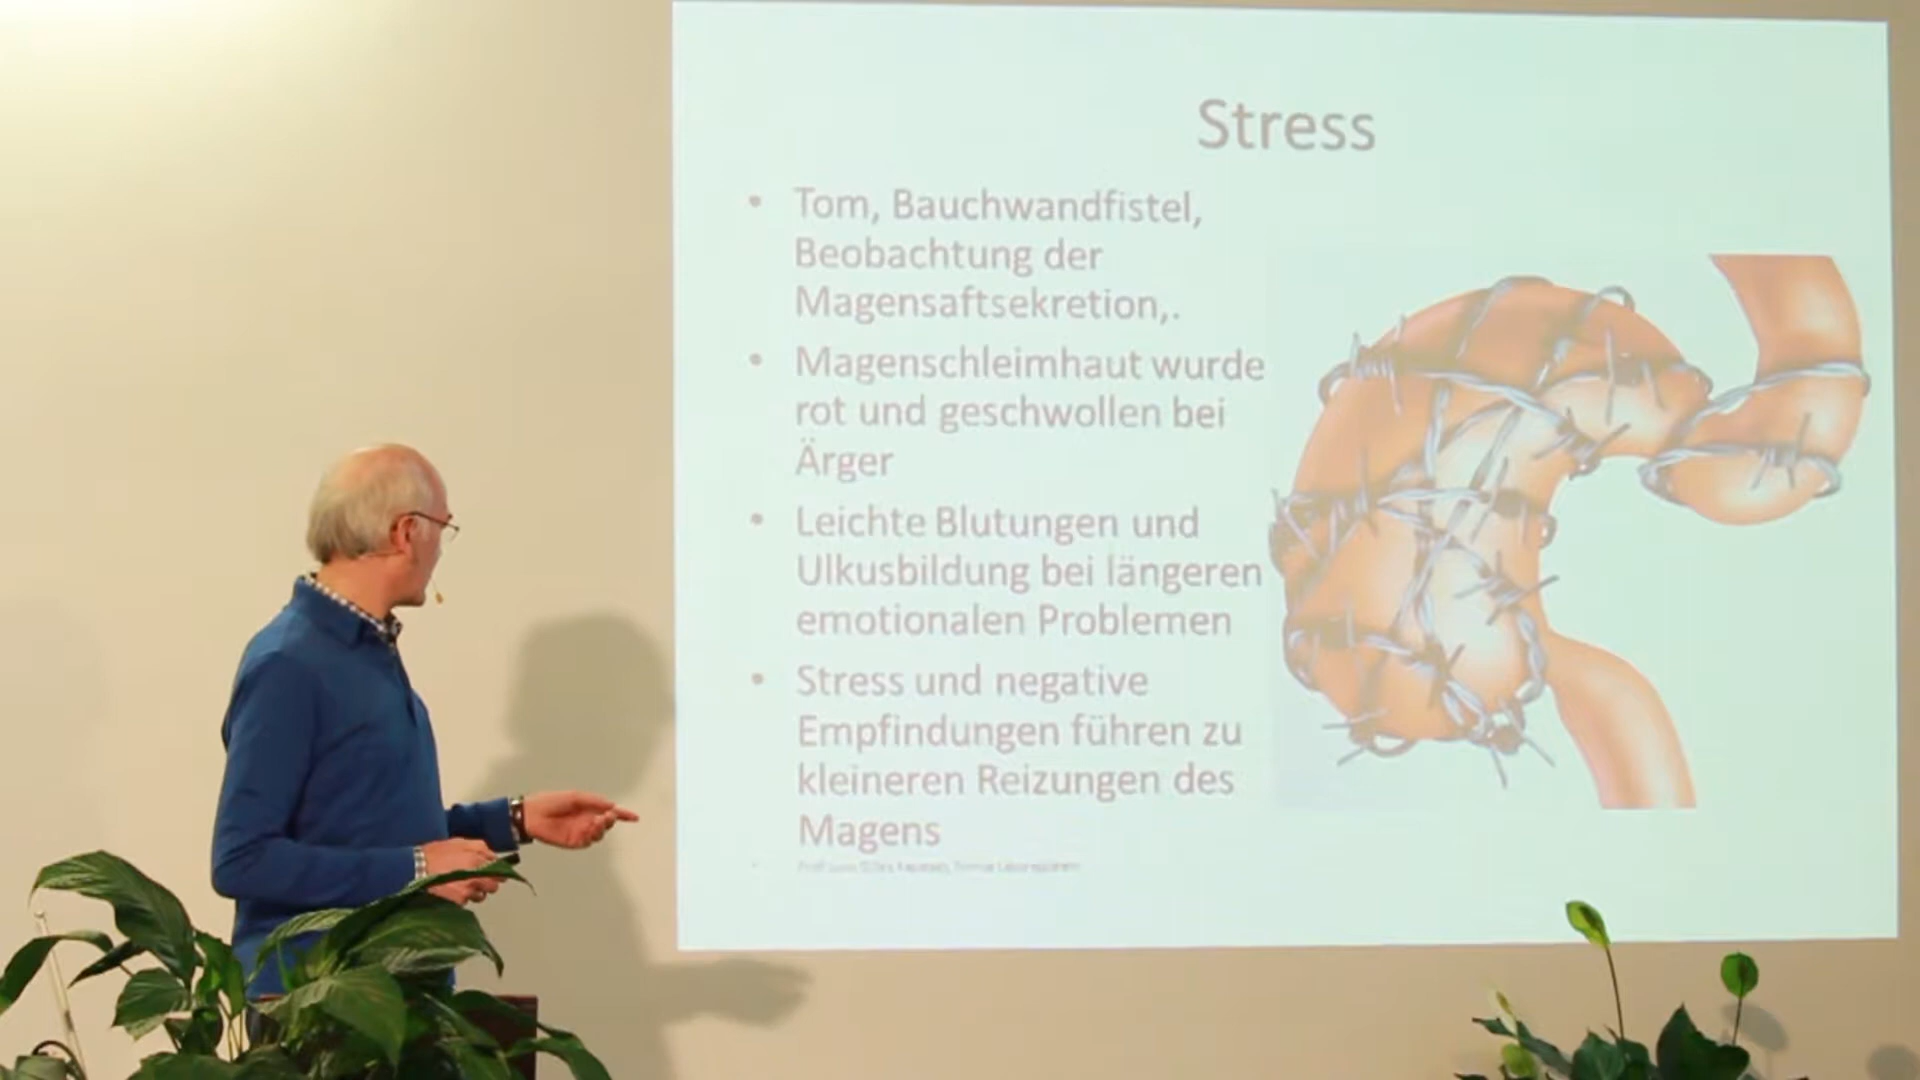 Stress
• Tom, Bauchwandfistel,
Beobachtung der
Magensaftsekretion,.
• Magenschleimhaut wurde
rot und geschwollen bei
Ärger
• Leichte Blutungen und
Ulkusbildung bei längeren
emotionalen Problemen
• Stress und negative
Empfindungen führen zu
kleineren Reizungen des
Magens